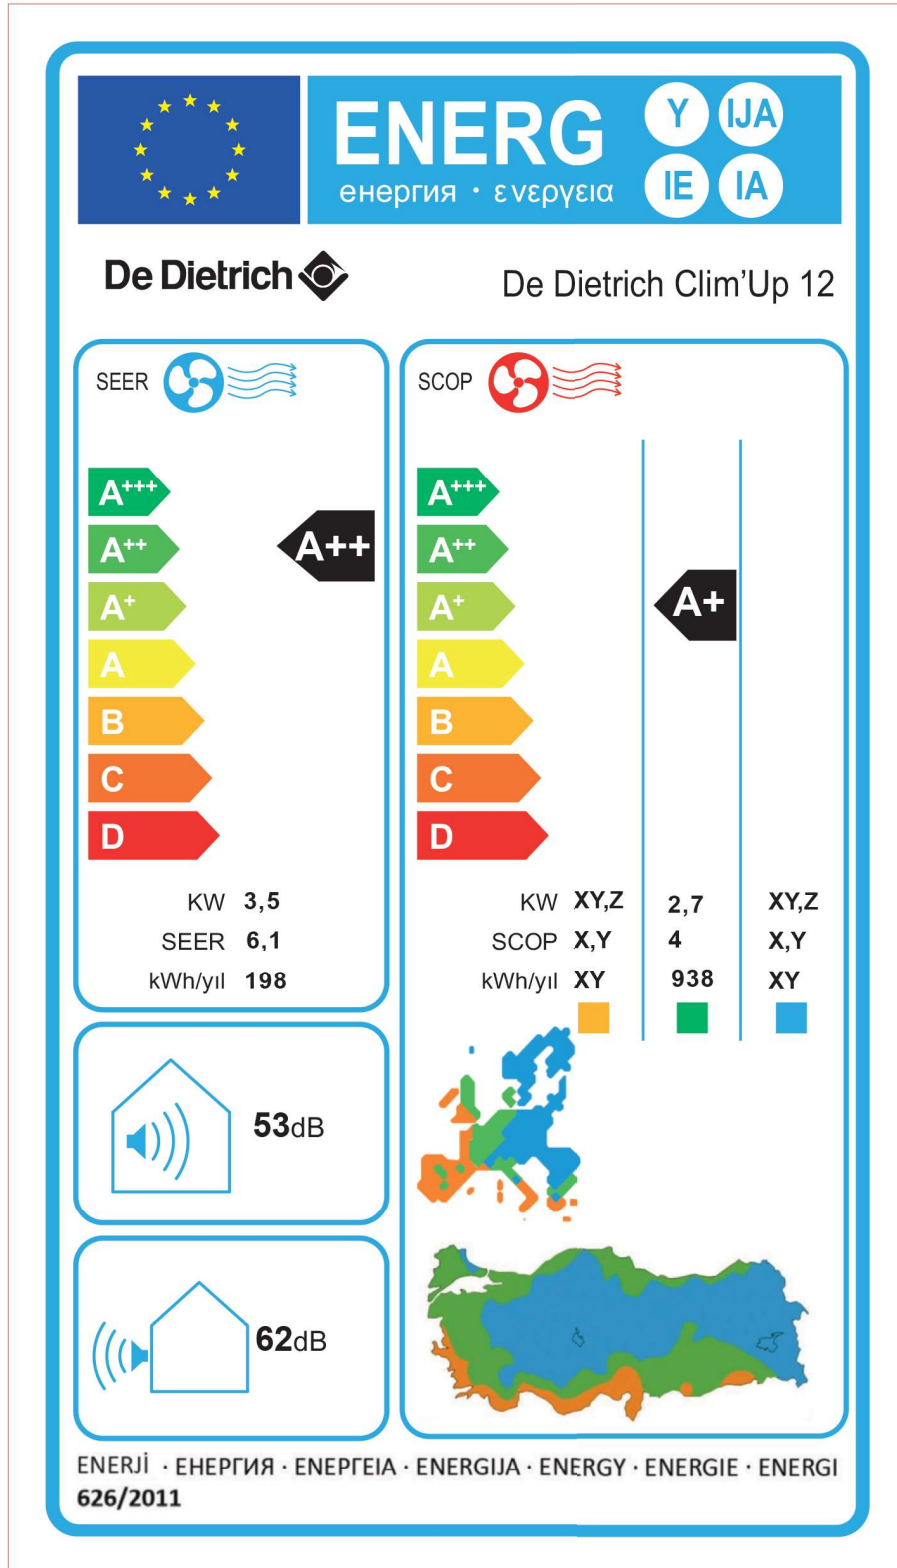 ENERG
енергия · ενεργεια
Y IJA
IE IA
De Dietrich
De Dietrich Clim'Up 12
SEER
A+++
A++
A+
A
B
C
D
A++
KW 3,5
SEER 6,1
kWh/yıl 198
SCOP
A+++
A++
A+
A
B
C
D
A+
KW XY,Z 2,7 XY,Z
SCOP X,Y 4 X,Y
kWh/yıl XY 938 XY
53dB
62dB
ENERJİ · ЕНЕРГИЯ · ΕΝΕΡΓΕΙΑ · ENERGIJA · ENERGY · ENERGIE · ENERGI
626/2011